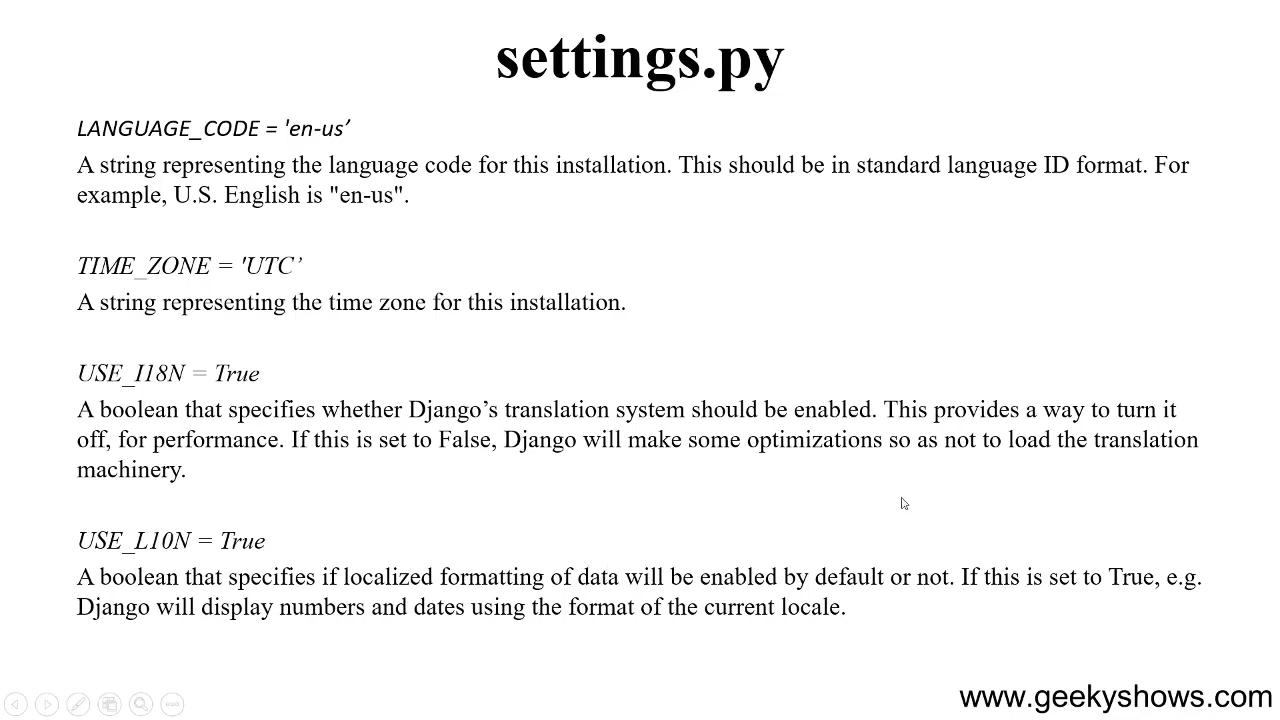 settings.py
LANGUAGE_CODE = 'en-us’
A string representing the language code for this installation. This should be in standard language ID format. For
example, U.S. English is "en-us".
TIME_ZONE = 'UTC’
A string representing the time zone for this installation.
USE_I18N = True
A boolean that specifies whether Django’s translation system should be enabled. This provides a way to turn it
off, for performance. If this is set to False, Django will make some optimizations so as not to load the translation
machinery.
USE_L10N = True
A boolean that specifies if localized formatting of data will be enabled by default or not. If this is set to True, e.g.
Django will display numbers and dates using the format of the current locale.
www.geekyshows.com